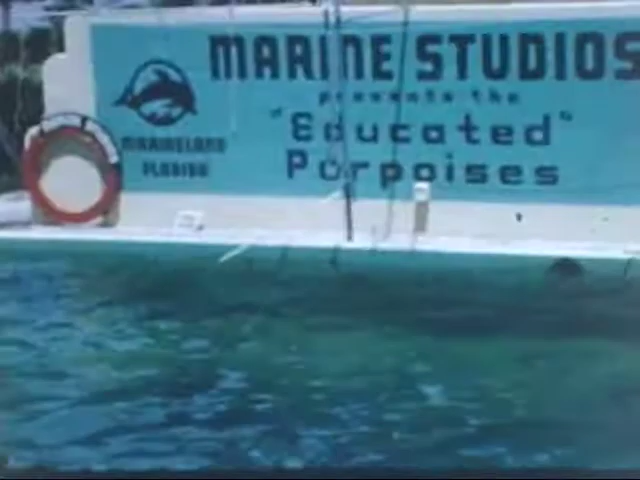 MARINE STUDIOS
presents the
"Educated"
Porpoises
MARINELAND
FLORIDA